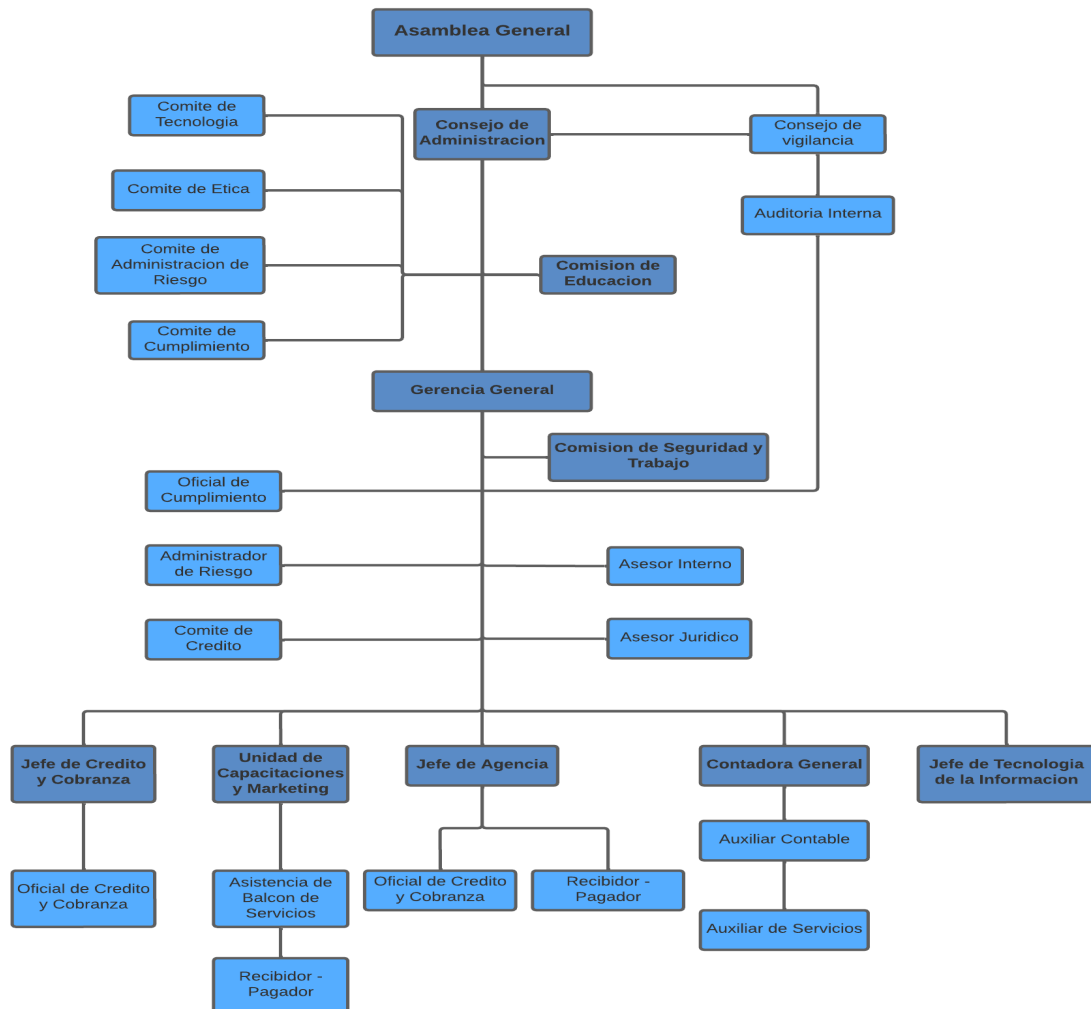 Asamblea General
Comite de
Tecnologia
Consejo de
Administracion
Consejo de
vigilancia
Comite de Etica
Auditoria Interna
Comite de
Administracion de
Riesgo
Comision de
Educacion
Comite de
Cumplimiento
Gerencia General
Comision de Seguridad y
Trabajo
Oficial de
Cumplimiento
Administrador
de Riesgo
Asesor Interno
Comite de
Credito
Asesor Juridico
Jefe de Credito
y Cobranza
Unidad de
Capacitaciones
y Marketing
Jefe de Agencia
Contadora General
Jefe de Tecnologia
de la Informacion
Auxiliar Contable
Oficial de Credito
y Cobranza
Asistencia de
Balcon de
Servicios
Oficial de Credito
y Cobranza
Recibidor -
Pagador
Auxiliar de Servicios
Recibidor -
Pagador